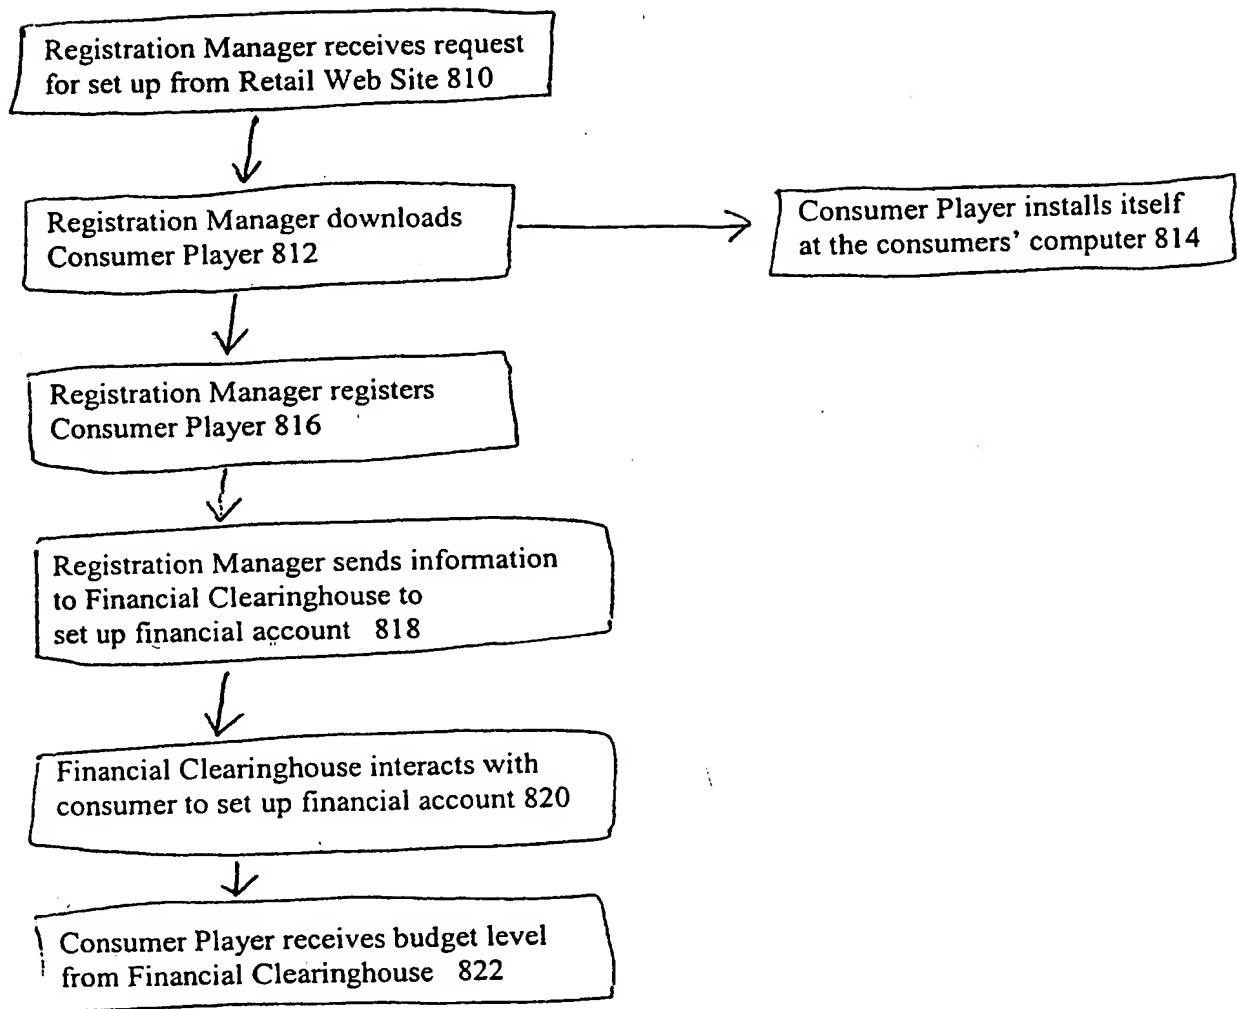 Registration Manager receives request
for set up from Retail Web Site 810
Registration Manager downloads
Consumer Player 812
Consumer Player installs itself
at the consumers' computer 814
Registration Manager registers
Consumer Player 816
Registration Manager sends information
to Financial Clearinghouse to
set up financial account 818
Financial Clearinghouse interacts with
consumer to set up financial account 820
Consumer Player receives budget level
from Financial Clearinghouse 822